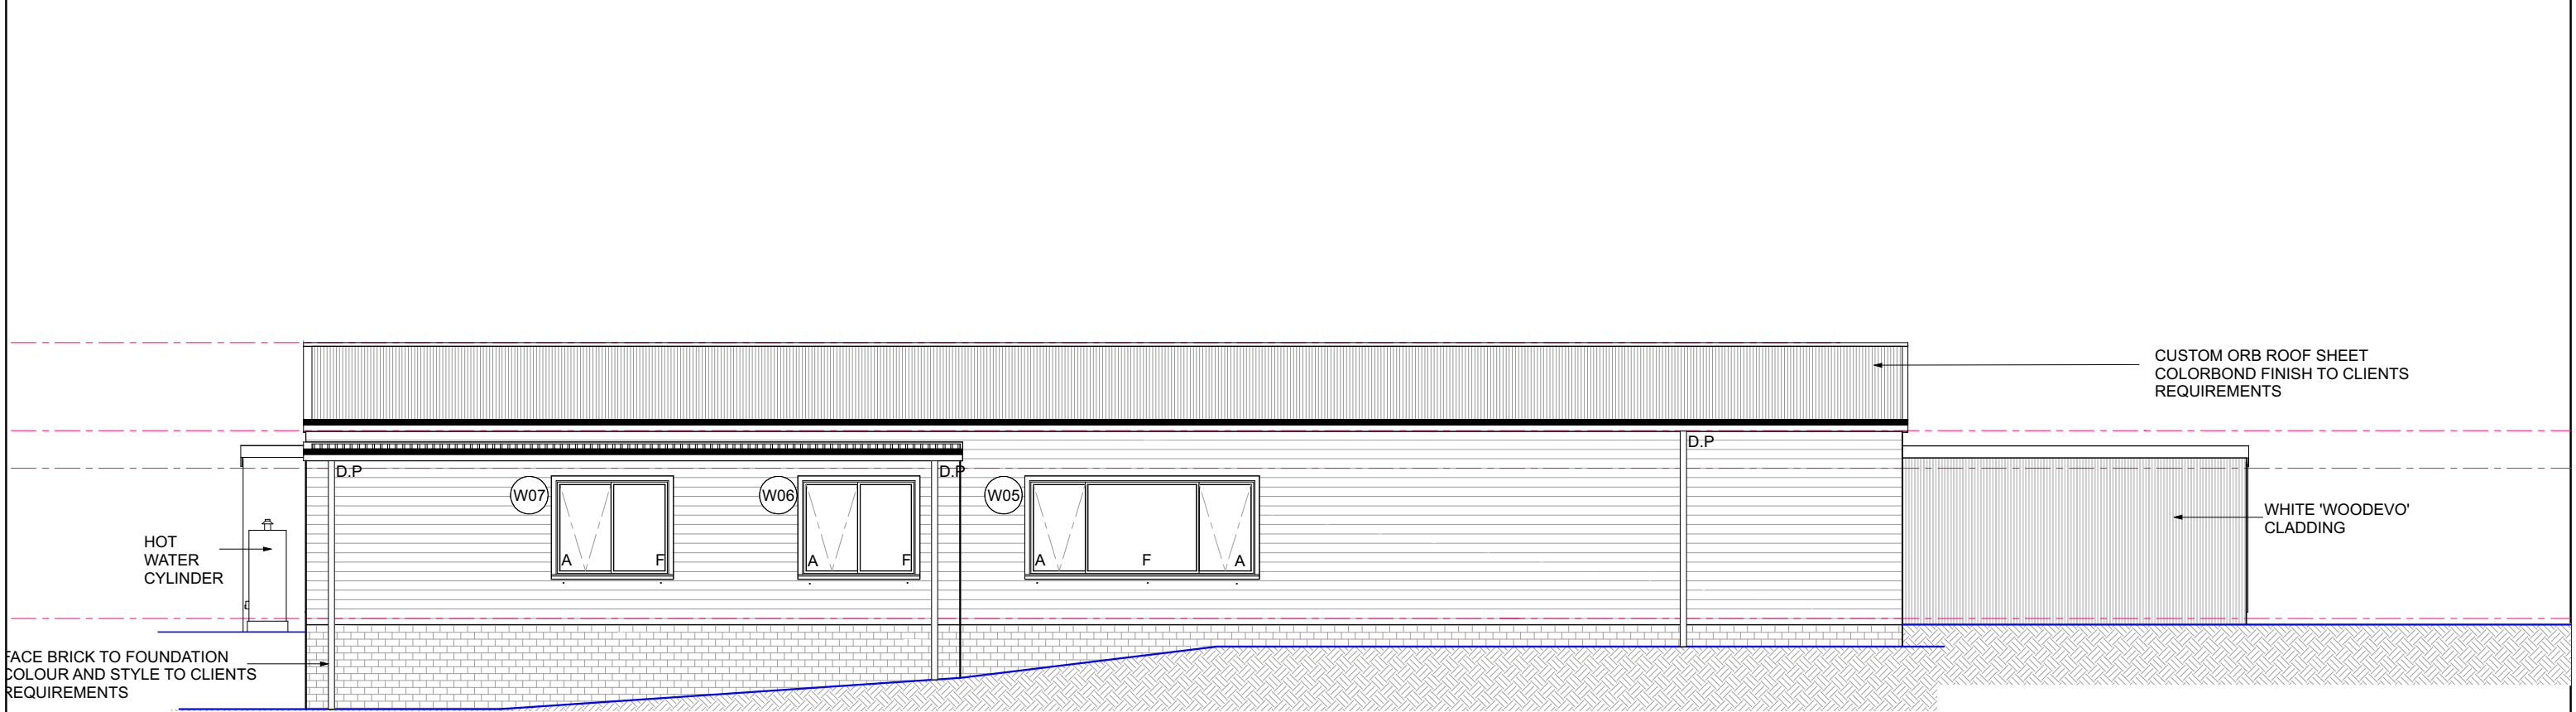 CUSTOM ORB ROOF SHEET
COLORBOND FINISH TO CLIENTS
REQUIREMENTS
D.P
D.P
D.P
W07
W06
W05
WHITE 'WOODEVO'
CLADDING
HOT
WATER
CYLINDER
A F
A F
A F A
FACE BRICK TO FOUNDATION
COLOUR AND STYLE TO CLIENTS
REQUIREMENTS